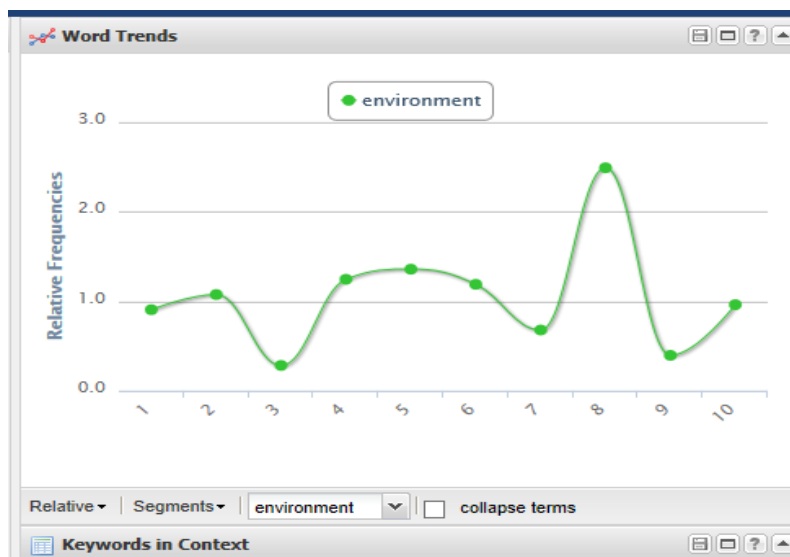 Word Trends
environment
3.0
2.0
1.0
0.0
Relative Frequencies
1 2 3 4 5 6 7 8 9 10
Relative Segments environment collapse terms
Keywords in Context